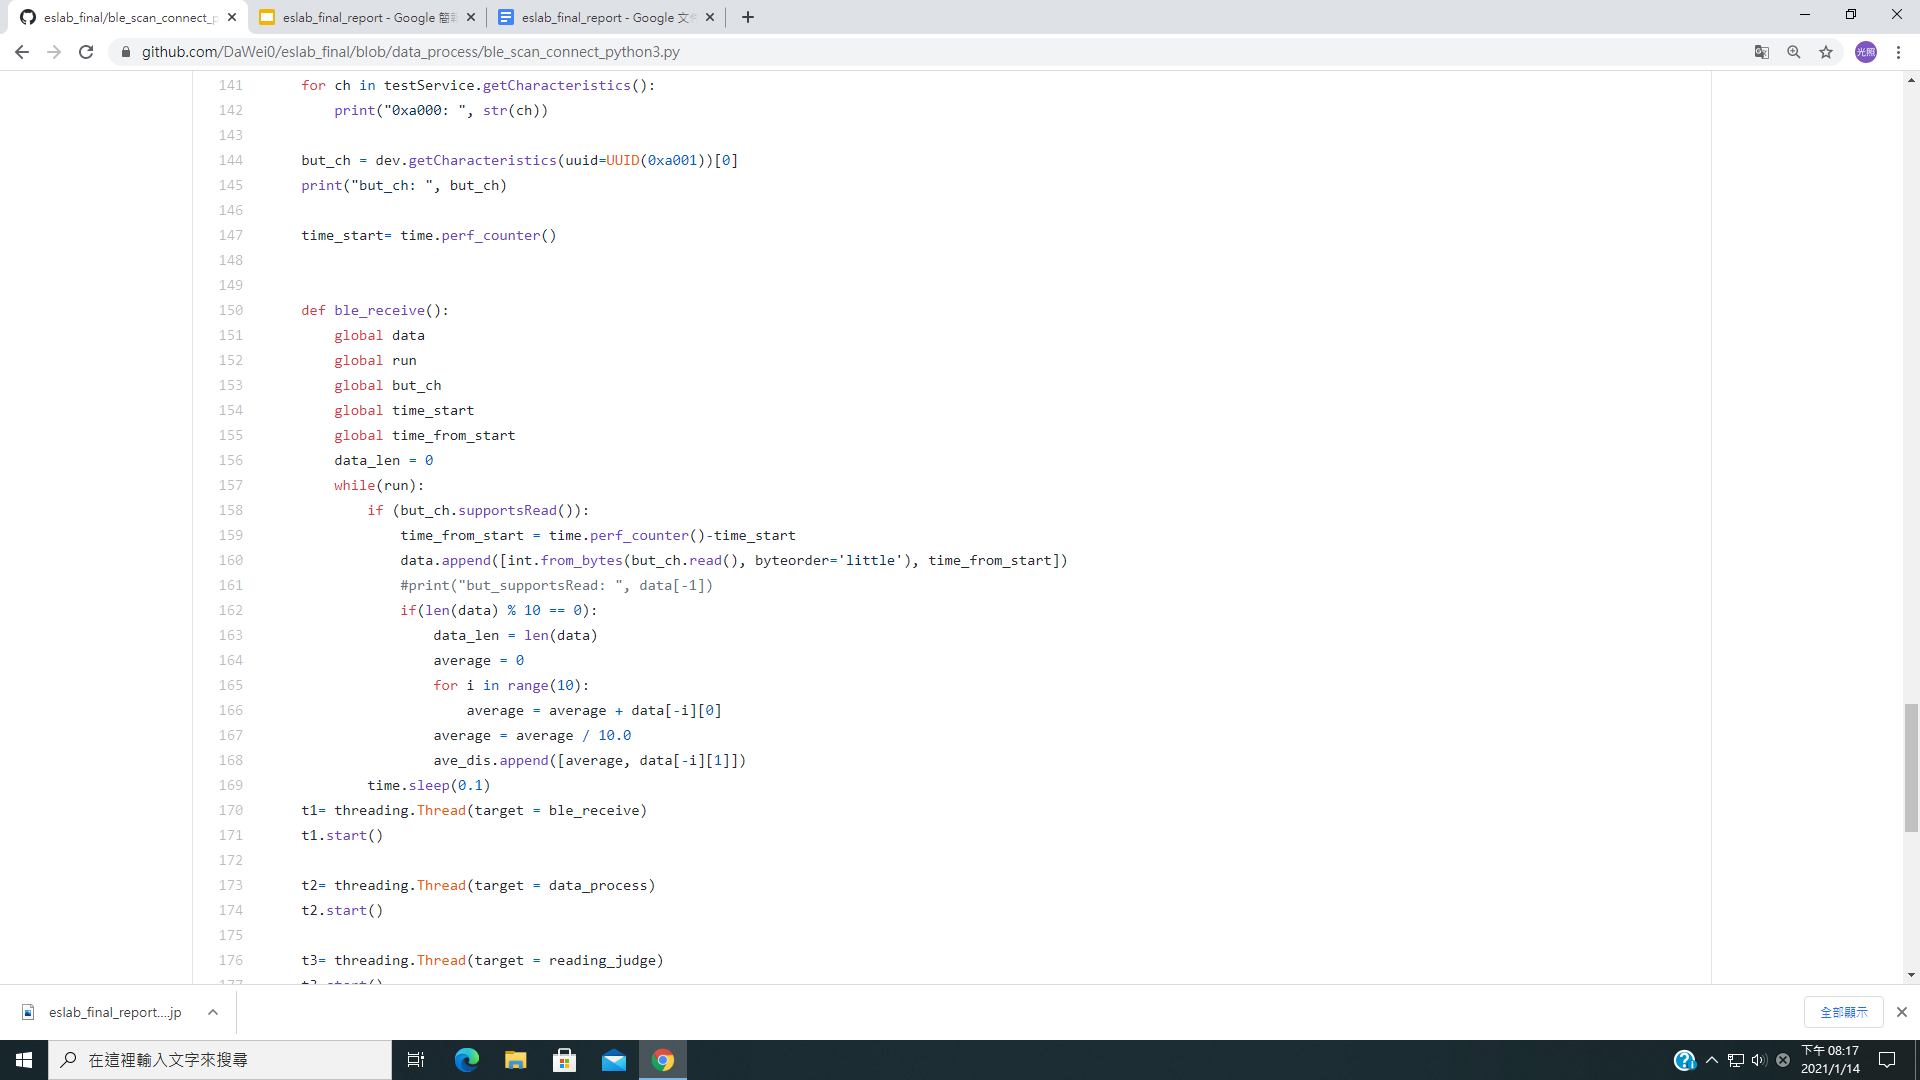 eslab_final/ble_scan_connect_p
eslab_final_report - Google 簡報
eslab_final_report - Google 文件
github.com/DaWei0/eslab_final/blob/data_process/ble_scan_connect_python3.py
光照
141 for ch in testService.getCharacteristics():
142 print("0xa000: ", str(ch))
143
144 but_ch = dev.getCharacteristics(uuid=UUID(0xa001))[0]
145 print("but_ch: ", but_ch)
146
147 time_start= time.perf_counter()
148
149
150 def ble_receive():
151 global data
152 global run
153 global but_ch
154 global time_start
155 global time_from_start
156 data_len = 0
157 while(run):
158 if (but_ch.supportsRead()):
159 time_from_start = time.perf_counter()-time_start
160 data.append([int.from_bytes(but_ch.read(), byteorder='little'), time_from_start])
161 #print("but_supportsRead: ", data[-1])
162 if(len(data) % 10 == 0):
163 data_len = len(data)
164 average = 0
165 for i in range(10):
166 average = average + data[-i][0]
167 average = average / 10.0
168 ave_dis.append([average, data[-i][1]])
169 time.sleep(0.1)
170 t1= threading.Thread(target = ble_receive)
171 t1.start()
172
173 t2= threading.Thread(target = data_process)
174 t2.start()
175
176 t3= threading.Thread(target = reading_judge)
177 t3.start()
eslab_final_report....jp
全部顯示
在這裡輸入文字來搜尋
下午 08:17
2021/1/14